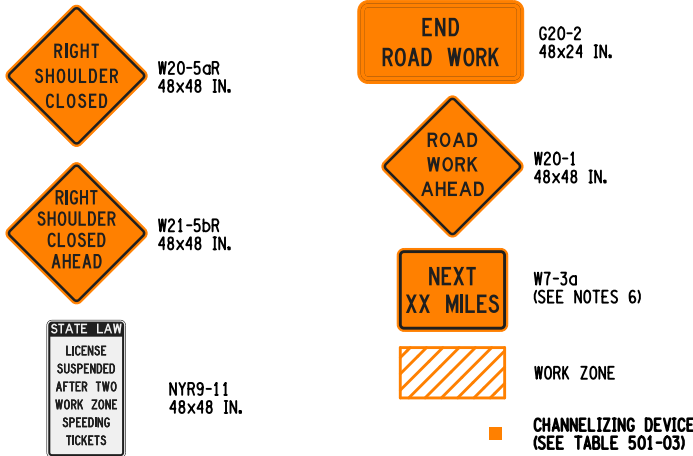 RIGHT
SHOULDER
CLOSED
W20-5aR
48x48 IN.
RIGHT
SHOULDER
CLOSED
AHEAD
W21-5bR
48x48 IN.
STATE LAW
LICENSE
SUSPENDED
AFTER TWO
WORK ZONE
SPEEDING
TICKETS
NYR9-11
48x48 IN.
END
ROAD WORK
G20-2
48x24 IN.
ROAD
WORK
AHEAD
W20-1
48x48 IN.
NEXT
XX MILES
W7-3a
(SEE NOTES 6)
WORK ZONE
CHANNELIZING DEVICE
(SEE TABLE 501-03)